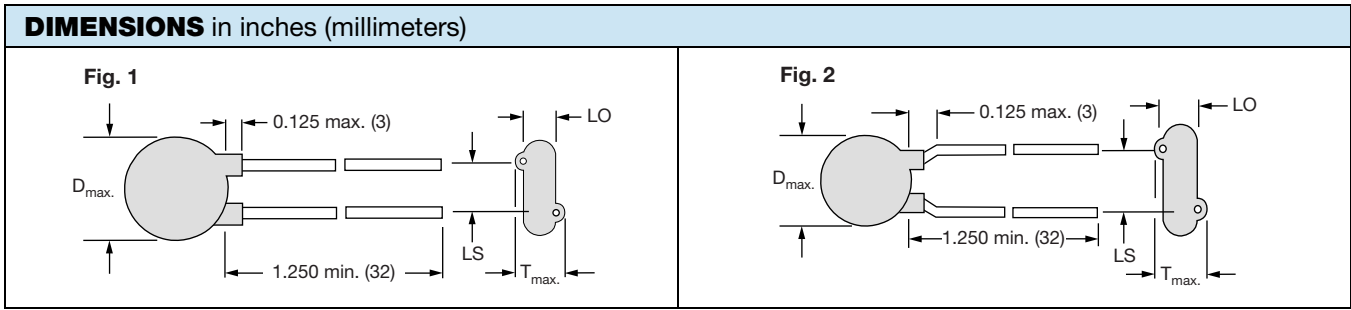 DIMENSIONS in inches (millimeters)
Fig. 1
0.125 max. (3)
LO
Dmax.
LS
1.250 min. (32)
Tmax.
Fig. 2
0.125 max. (3)
LO
Dmax.
1.250 min. (32)
LS
Tmax.